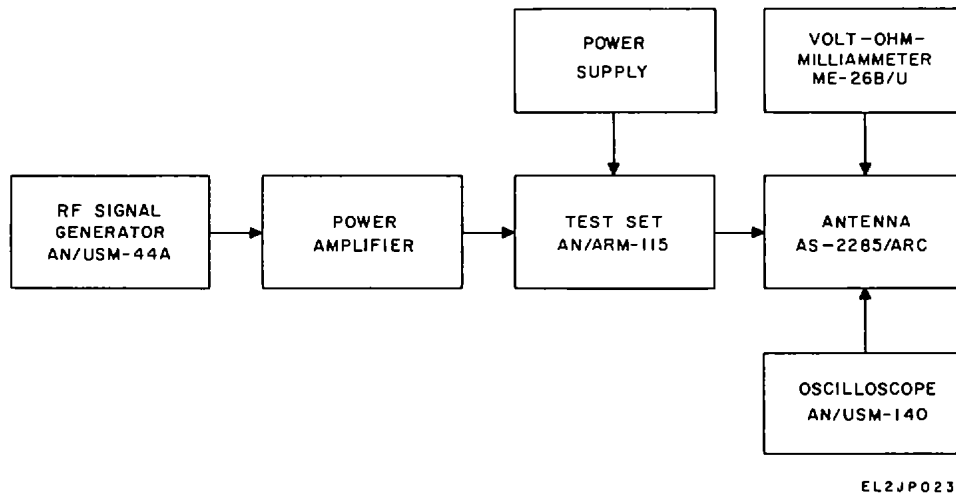 POWER
SUPPLY
VOLT-OHM-
MILLIAMMETER
ME-26B/U
RF SIGNAL
GENERATOR
AN/USM-44A
POWER
AMPLIFIER
TEST SET
AN/ARM-115
ANTENNA
AS-2285/ARC
OSCILLOSCOPE
AN/USM-140
EL2JP023